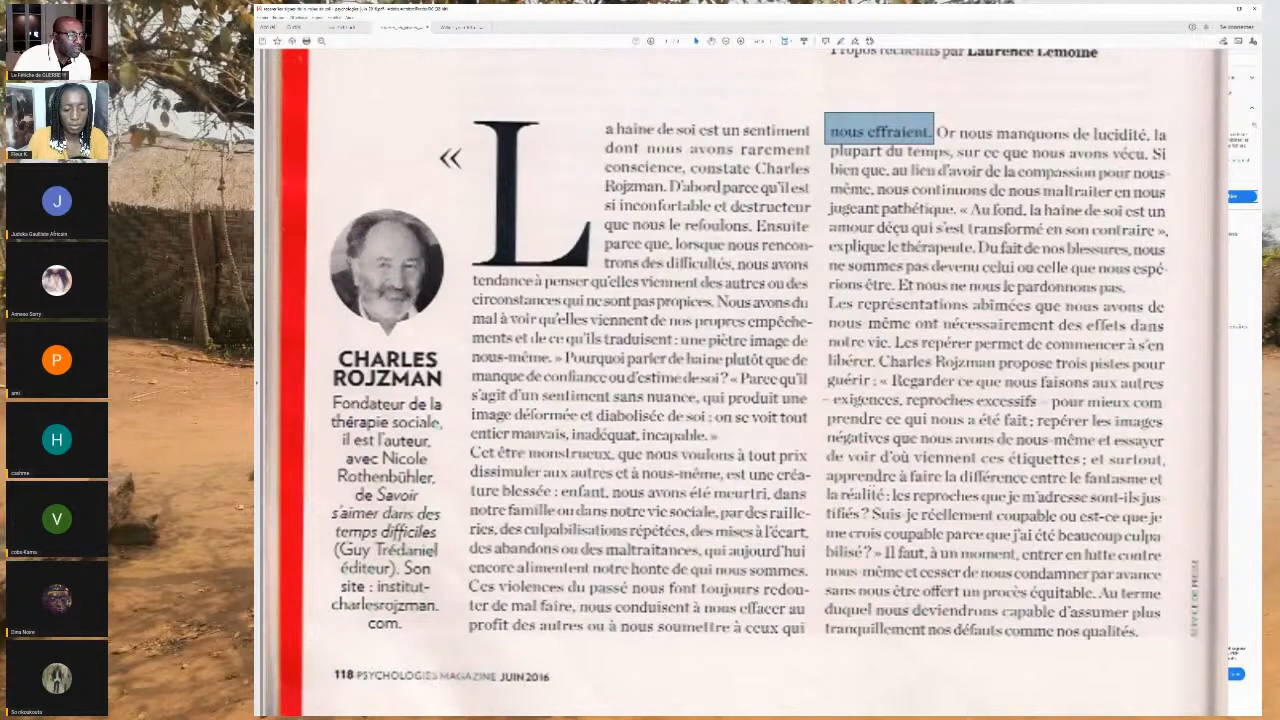 Le Fétiche de GUERRE !!!
Fleur K.
J
Judoka Gaulliste Africain
Anneeo Sorry
P
ami
H
cashme
V
coba-Kama
Dina Noire
So nkoukouta
Se connecter
Propos recueillis par Laurence Lemoine
«
La haine de soi est un sentiment
dont nous avons rarement
conscience, constate Charles
Rojzman. D'abord parce qu'il est
si inconfortable et destructeur
que nous le refoulons. Ensuite
parce que, lorsque nous rencon-
trons des difficultés, nous avons
tendance à penser qu'elles viennent des autres ou des
circonstances qui ne sont pas propices. Nous avons du
mal à voir qu'elles viennent de nos propres empêche-
ments et de ce qu'ils traduisent : une piètre image de
nous-même. » Pourquoi parler de haine plutôt que de
manque de confiance ou d'estime de soi ? « Parce qu'il
s'agit d'un sentiment sans nuance, qui produit une
image déformée et diabolisée de soi : on se voit tout
entier mauvais, inadéquat, incapable. »
Cet être monstrueux, que nous voulons à tout prix
dissimuler aux autres et à nous-même, est une créa-
ture blessée : enfant, nous avons été meurtri, dans
notre famille ou dans notre vie sociale, par des raille-
ries, des culpabilisations répétées, des mises à l'écart,
des abandons ou des maltraitances, qui aujourd'hui
encore alimentent notre honte de qui nous sommes.
Ces violences du passé nous font toujours redou-
ter de mal faire, nous conduisent à nous effacer au
profit des autres ou à nous soumettre à ceux qui
nous effraient. Or nous manquons de lucidité, la
plupart du temps, sur ce que nous avons vécu. Si
bien que, au lieu d'avoir de la compassion pour nous-
même, nous continuons de nous maltraiter en nous
jugeant pathétique. « Au fond, la haine de soi est un
amour déçu qui s'est transformé en son contraire »,
explique le thérapeute. Du fait de nos blessures, nous
ne sommes pas devenu celui ou celle que nous espé-
rions être. Et nous ne nous le pardonnons pas.
Les représentations abîmées que nous avons de
nous même ont nécessairement des effets dans
notre vie. Les repérer permet de commencer à s'en
libérer. Charles Rojzman propose trois pistes pour
guérir : « Regarder ce que nous faisons aux autres
– exigences, reproches excessifs – pour mieux com
prendre ce qui nous a été fait ; repérer les images
négatives que nous avons de nous-même et essayer
de voir d'où viennent ces étiquettes ; et surtout,
apprendre à faire la différence entre le fantasme et
la réalité : les reproches que je m'adresse sont-ils jus-
tifiés ? Suis-je réellement coupable ou est-ce que je
me crois coupable parce que j'ai été beaucoup culpa
bilisé ? » Il faut, à un moment, entrer en lutte contre
nous-même et cesser de nous condamner par avance
sans nous être offert un procès équitable. Au terme
duquel nous deviendrons capable d'assumer plus
tranquillement nos défauts comme nos qualités.
CHARLES
ROJZMAN
Fondateur de la
thérapie sociale,
il est l'auteur,
avec Nicole
Rothenbühler,
de Savoir
s'aimer dans des
temps difficiles
(Guy Trédaniel
éditeur). Son
site : institut-
charlesrojzman.
com.
118 PSYCHOLOGIES MAGAZINE JUIN 2016